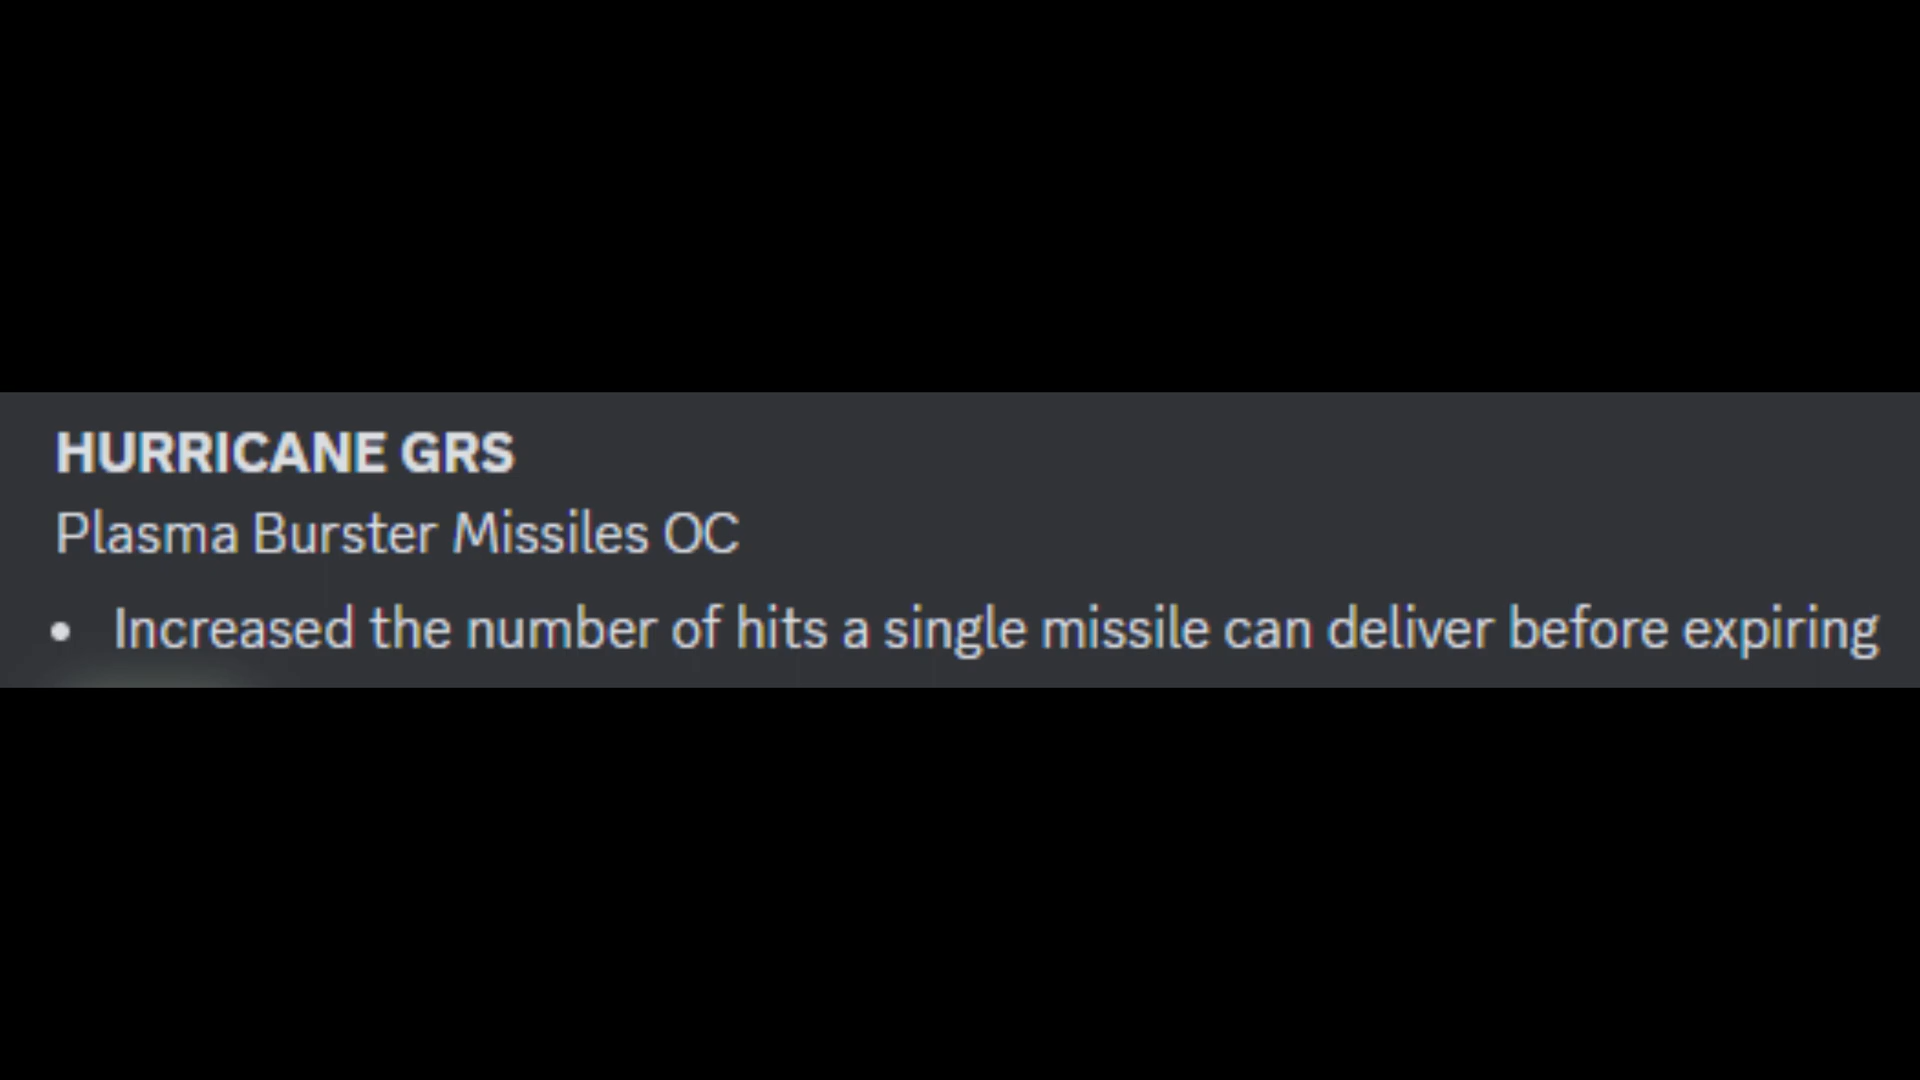 HURRICANE GRS
Plasma Burster Missiles OC
• Increased the number of hits a single missile can deliver before expiring